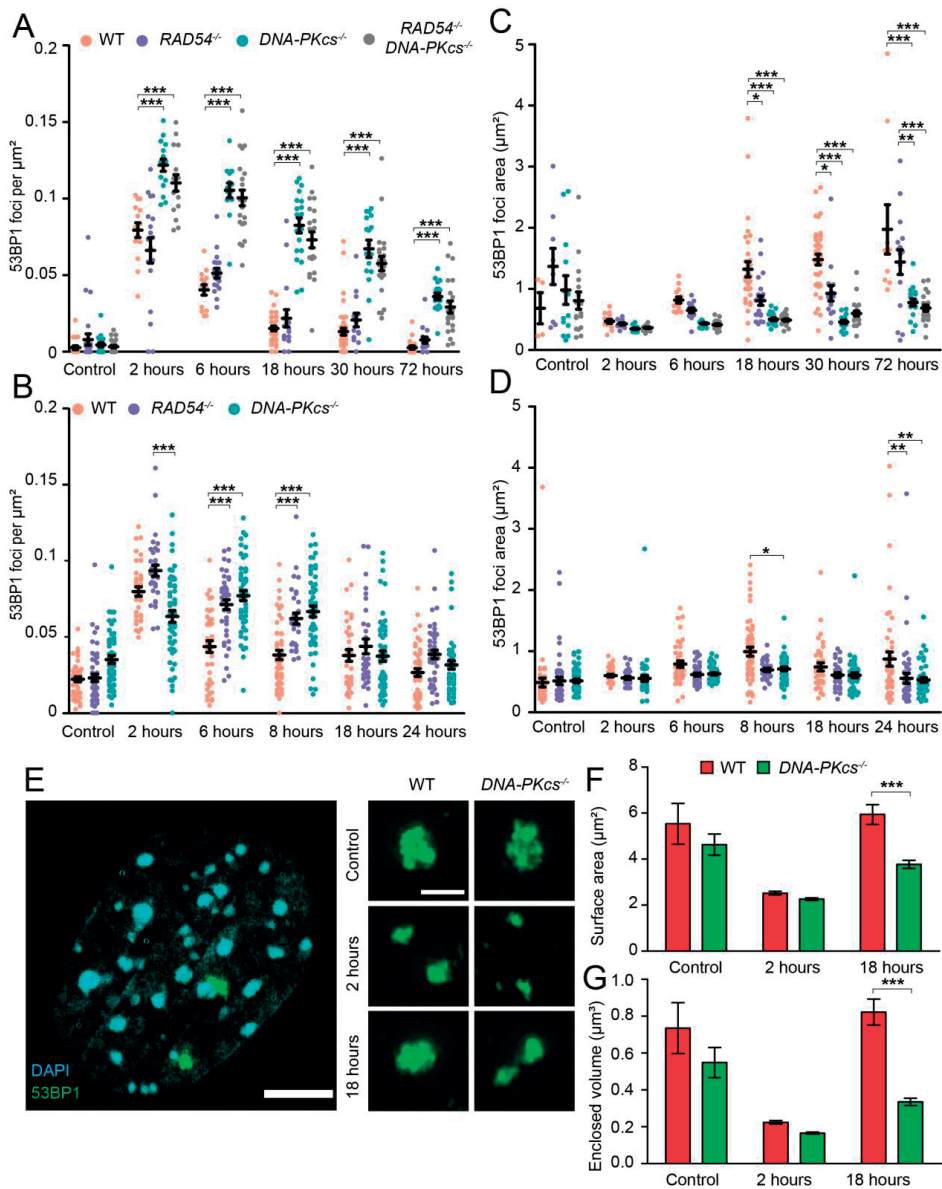 A
WT RAD54-/- DNA-PKcs-/- RAD54-/-
DNA-PKcs-/-
53BP1 foci per µm²
0.2
0.15
0.1
0.05
0
*** *** *** *** ***
*** *** *** *** ***
Control 2 hours 6 hours 18 hours 30 hours 72 hours
C
53BP1 foci area (µm²)
5
4
3
2
1
0
***
***
*
***
***
*
***
***
***
**
Control 2 hours 6 hours 18 hours 30 hours 72 hours
B
WT RAD54-/- DNA-PKcs-/-
53BP1 foci per µm²
0.2
0.15
0.1
0.05
0
***
*** ***
*** ***
Control 2 hours 6 hours 8 hours 18 hours 24 hours
D
53BP1 foci area (µm²)
5
4
3
2
1
0
*
**
**
Control 2 hours 6 hours 8 hours 18 hours 24 hours
E
DAPI
53BP1
WT DNA-PKcs-/-
Control
2 hours
18 hours
F
WT DNA-PKcs-/-
Surface area (µm²)
8
6
4
2
0
***
Control 2 hours 18 hours
G
Enclosed volume (µm³)
1.0
0.8
0.6
0.4
0.2
0.0
***
Control 2 hours 18 hours